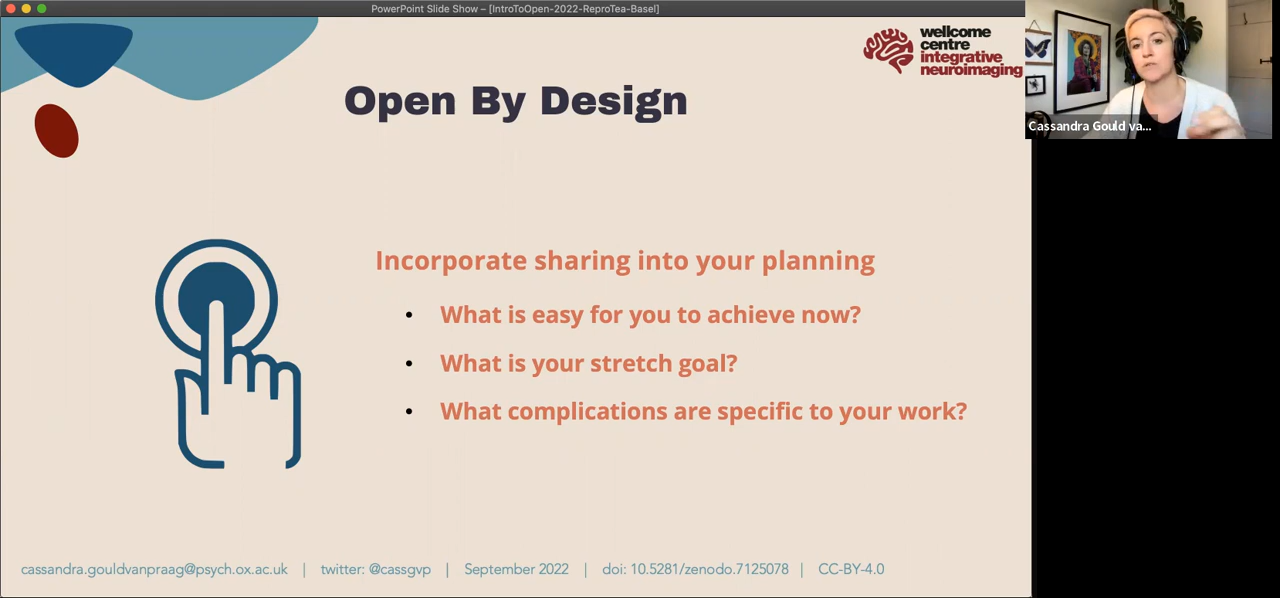 PowerPoint Slide Show – [IntroToOpen-2022-ReproTea-Basel]
wellcome
centre
integrative
neuroimaging
Open By Design
Cassandra Gould va...
Incorporate sharing into your planning
• What is easy for you to achieve now?
• What is your stretch goal?
• What complications are specific to your work?
cassandra.gouldvanpraag@psych.ox.ac.uk | twitter: @cassgvp | September 2022 | doi: 10.5281/zenodo.7125078 | CC-BY-4.0